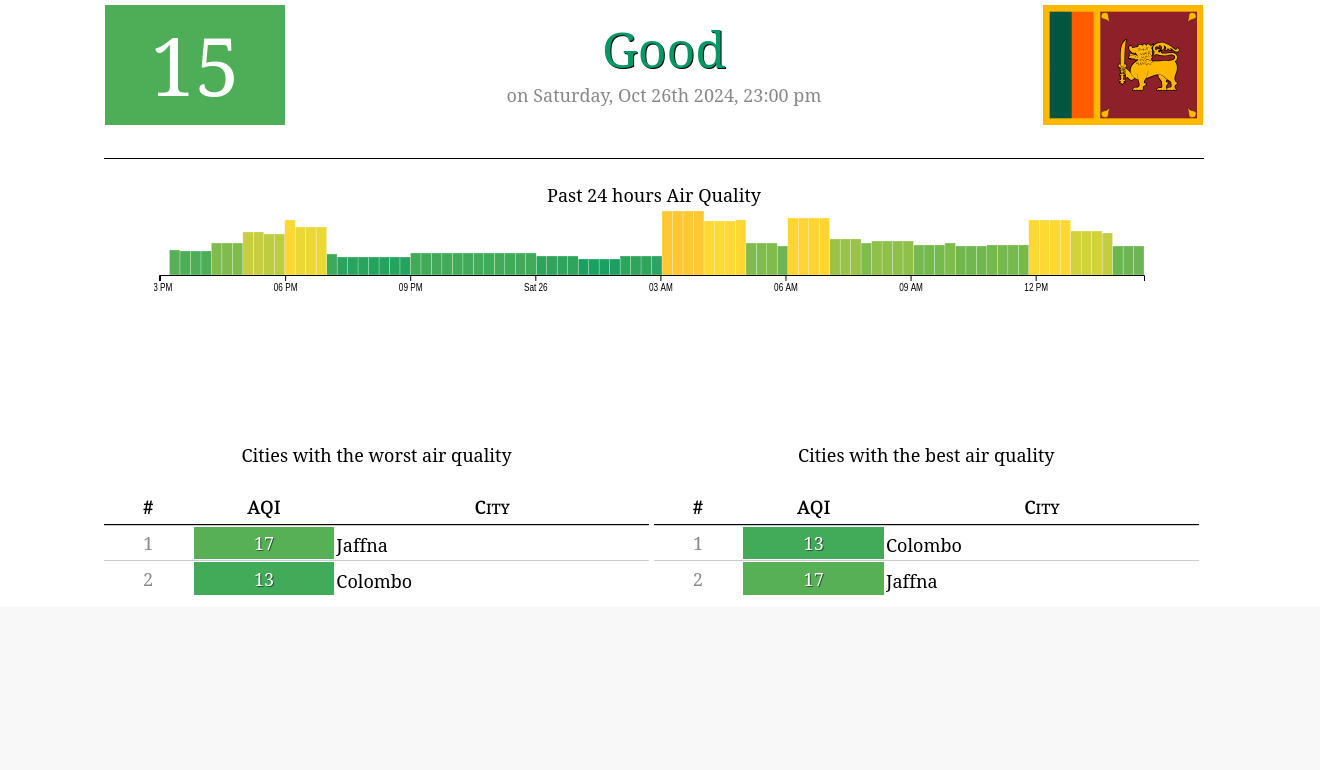 15
Good
on Saturday, Oct 26th 2024, 23:00 pm
Past 24 hours Air Quality
3 PM 06 PM 09 PM Sat 26 03 AM 06 AM 09 AM 12 PM
Cities with the worst air quality
# AQI City
1 17 Jaffna
2 13 Colombo
Cities with the best air quality
# AQI City
1 13 Colombo
2 17 Jaffna